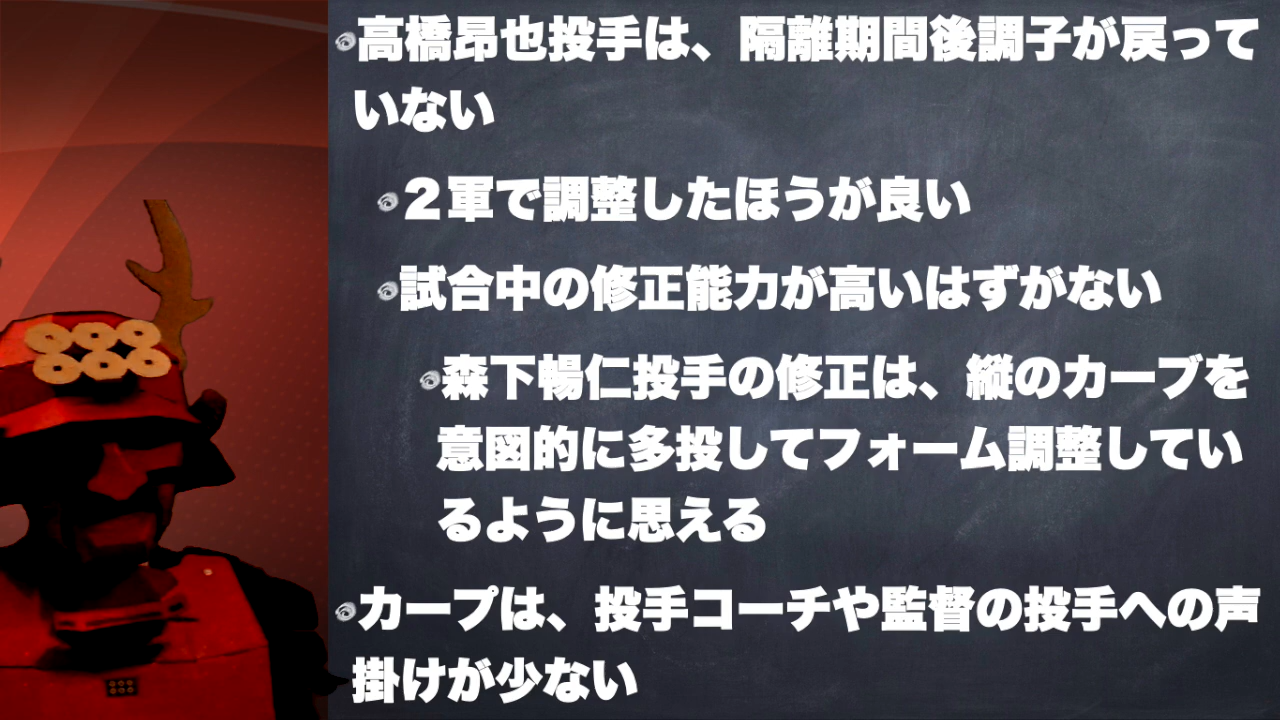 高橋昂也投手は、隔離期間後調子が戻って
いない
２軍で調整したほうが良い
試合中の修正能力が高いはずがない
森下暢仁投手の修正は、縦のカーブを
意図的に多投してフォーム調整してい
るように思える
カープは、投手コーチや監督の投手への声
掛けが少ない